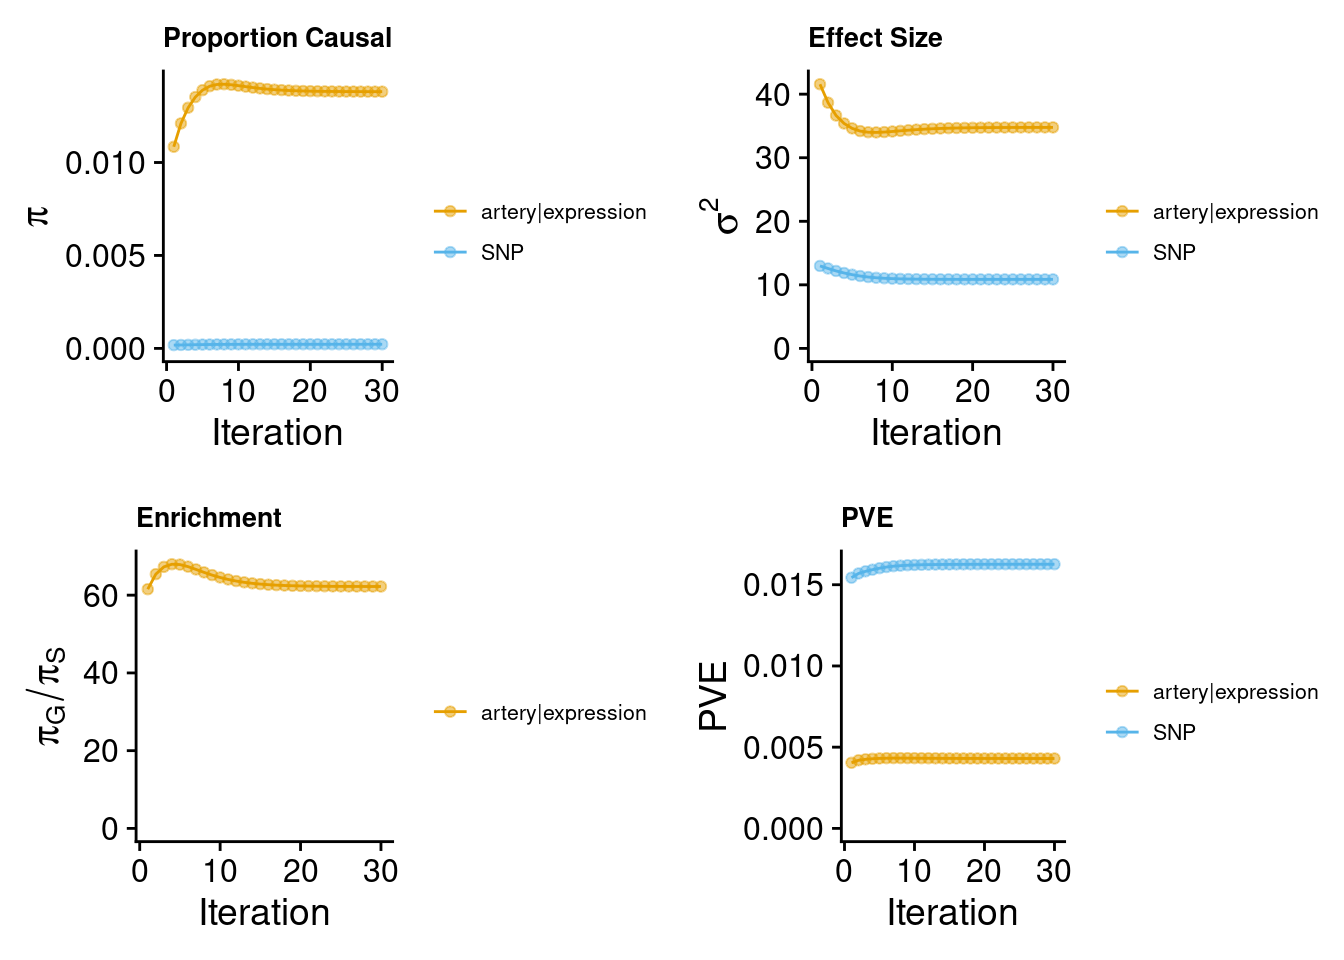 Proportion Causal
π
0.010
0.005
0.000
0 10 20 30
Iteration
artery|expression
SNP
Effect Size
σ²
40
30
20
10
0
0 10 20 30
Iteration
artery|expression
SNP
Enrichment
π_G/π_S
60
40
20
0
0 10 20 30
Iteration
artery|expression
PVE
PVE
0.015
0.010
0.005
0.000
0 10 20 30
Iteration
artery|expression
SNP